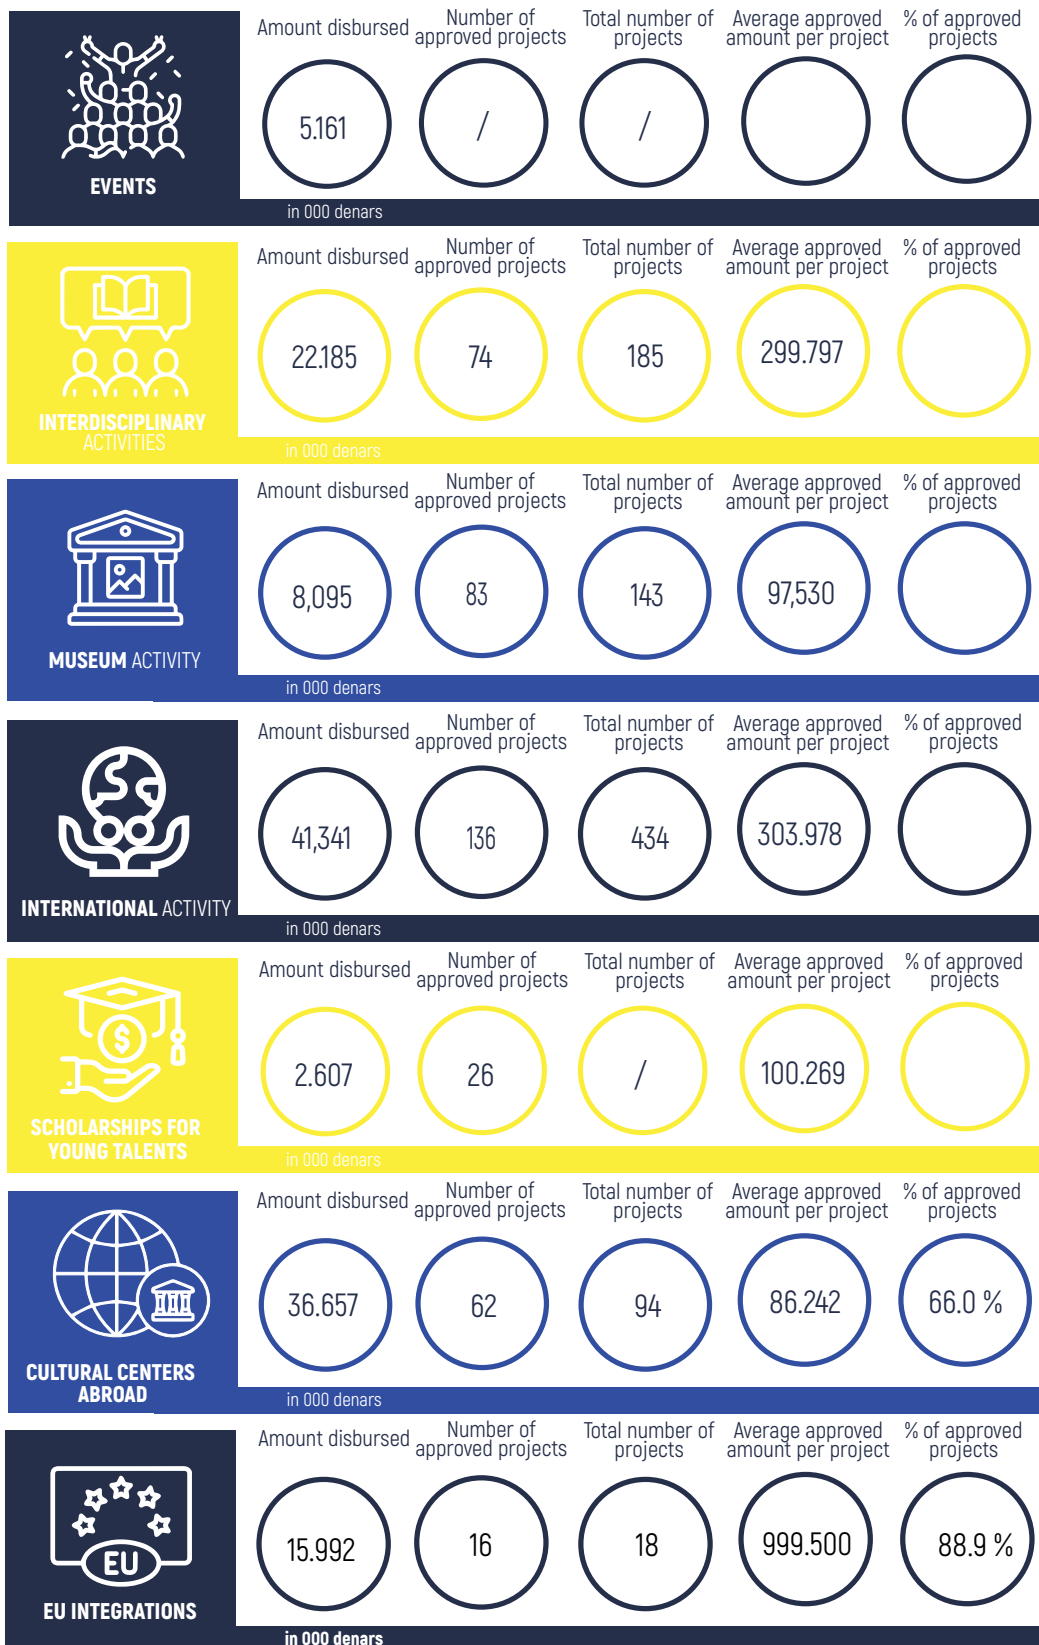 Amount disbursed
Number of
approved projects
Total number of
projects
Average approved
amount per project
% of approved
projects
5.161
/
/
EVENTS
in 000 denars
Amount disbursed
Number of
approved projects
Total number of
projects
Average approved
amount per project
% of approved
projects
22.185
74
185
299.797
INTERDISCIPLINARY
ACTIVITIES
in 000 denars
Amount disbursed
Number of
approved projects
Total number of
projects
Average approved
amount per project
% of approved
projects
8,095
83
143
97,530
MUSEUM ACTIVITY
in 000 denars
Amount disbursed
Number of
approved projects
Total number of
projects
Average approved
amount per project
% of approved
projects
41,341
136
434
303.978
INTERNATIONAL ACTIVITY
in 000 denars
Amount disbursed
Number of
approved projects
Total number of
projects
Average approved
amount per project
% of approved
projects
$
2.607
26
/
100.269
SCHOLARSHIPS FOR
YOUNG TALENTS
in 000 denars
Amount disbursed
Number of
approved projects
Total number of
projects
Average approved
amount per project
% of approved
projects
36.657
62
94
86.242
66.0 %
CULTURAL CENTERS
ABROAD
in 000 denars
Amount disbursed
Number of
approved projects
Total number of
projects
Average approved
amount per project
% of approved
projects
15.992
16
18
999.500
88.9 %
EU
EU INTEGRATIONS
in 000 denars